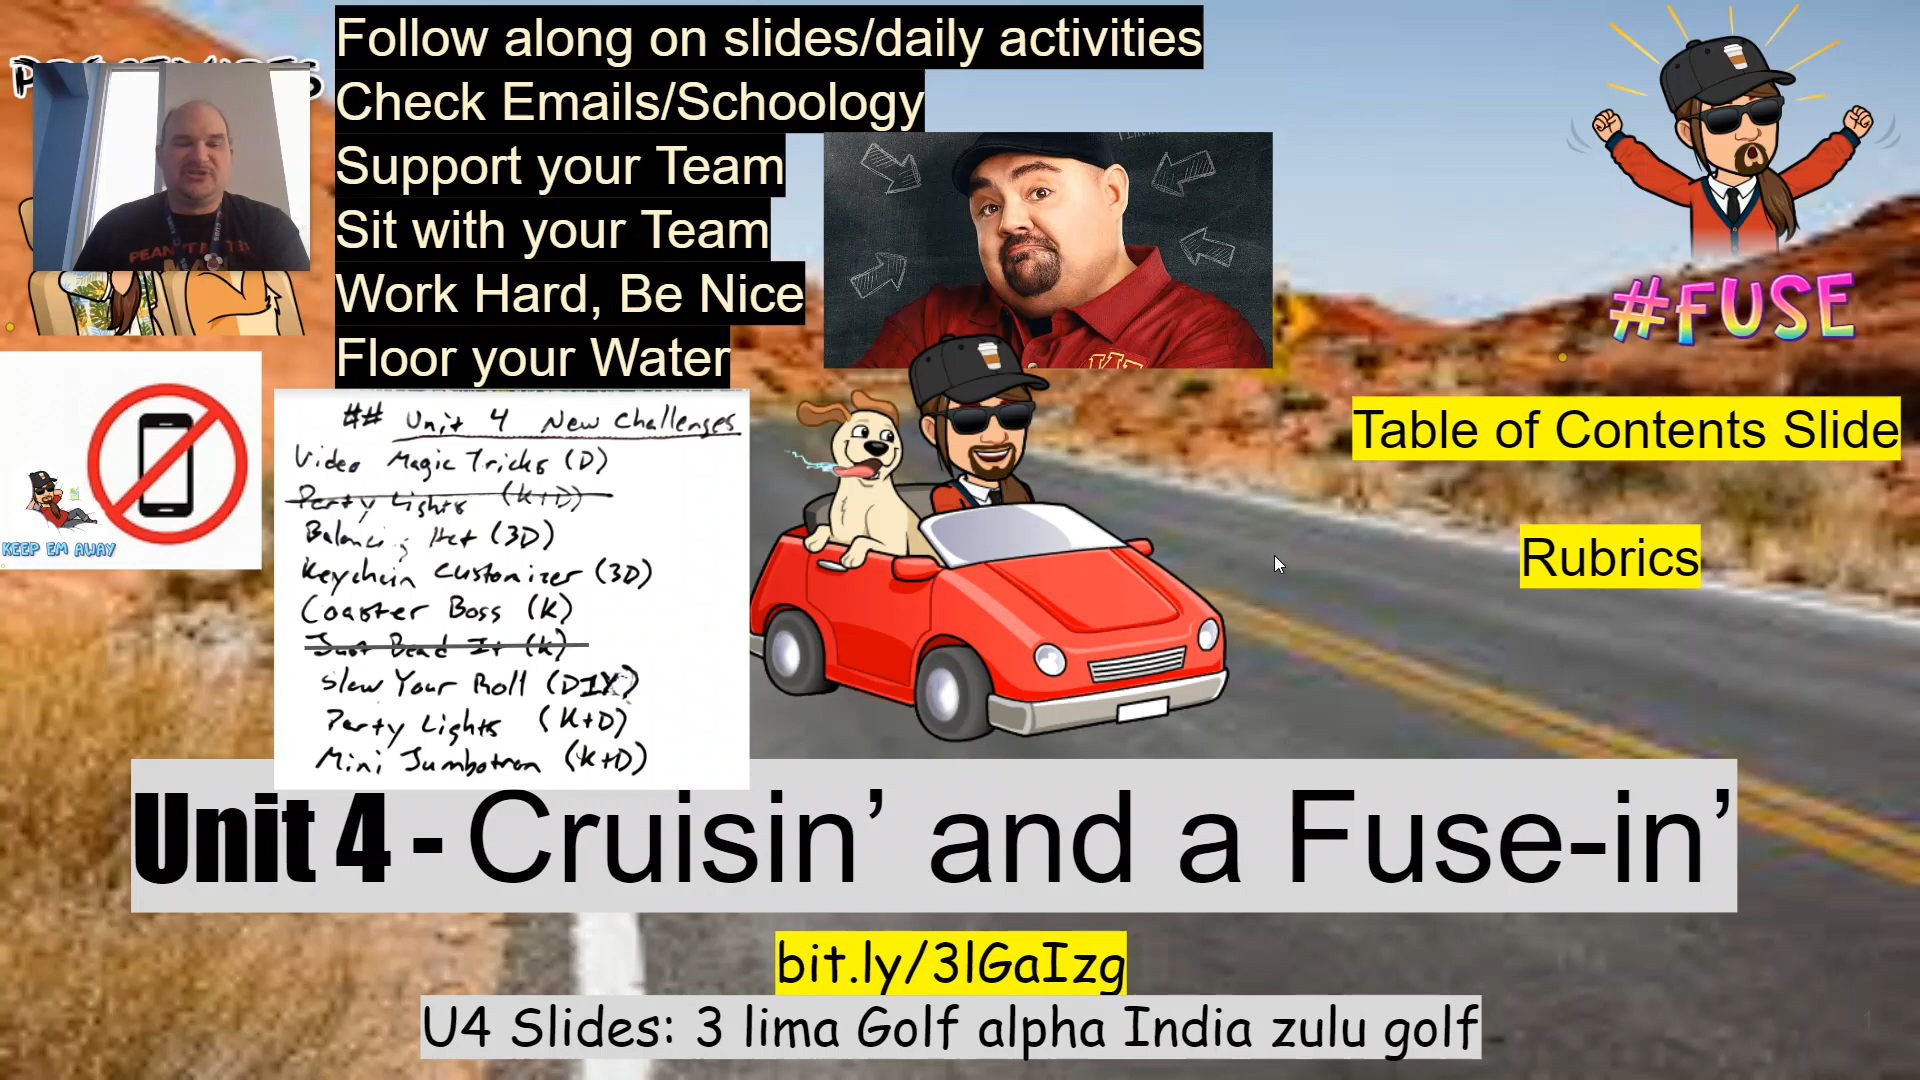 Follow along on slides/daily activities
Check Emails/Schoology
Support your Team
Sit with your Team
Work Hard, Be Nice
Floor your Water
#FUSE
KEEP EM AWAY
## Unit 4 New Challenges
Video Magic Tricks (D)
Party Lights (K+D)
Balancing Act (3D)
Keychain Customizer (3D)
Coaster Boss (K)
Just Bead It (K)
Slow Your Roll (DIY)
Party Lights (K+D)
Mini Jumbotron (K+D)
Table of Contents Slide
Rubrics
Unit 4 - Cruisin’ and a Fuse-in’
bit.ly/3lGaIzg
U4 Slides: 3 lima Golf alpha India zulu golf